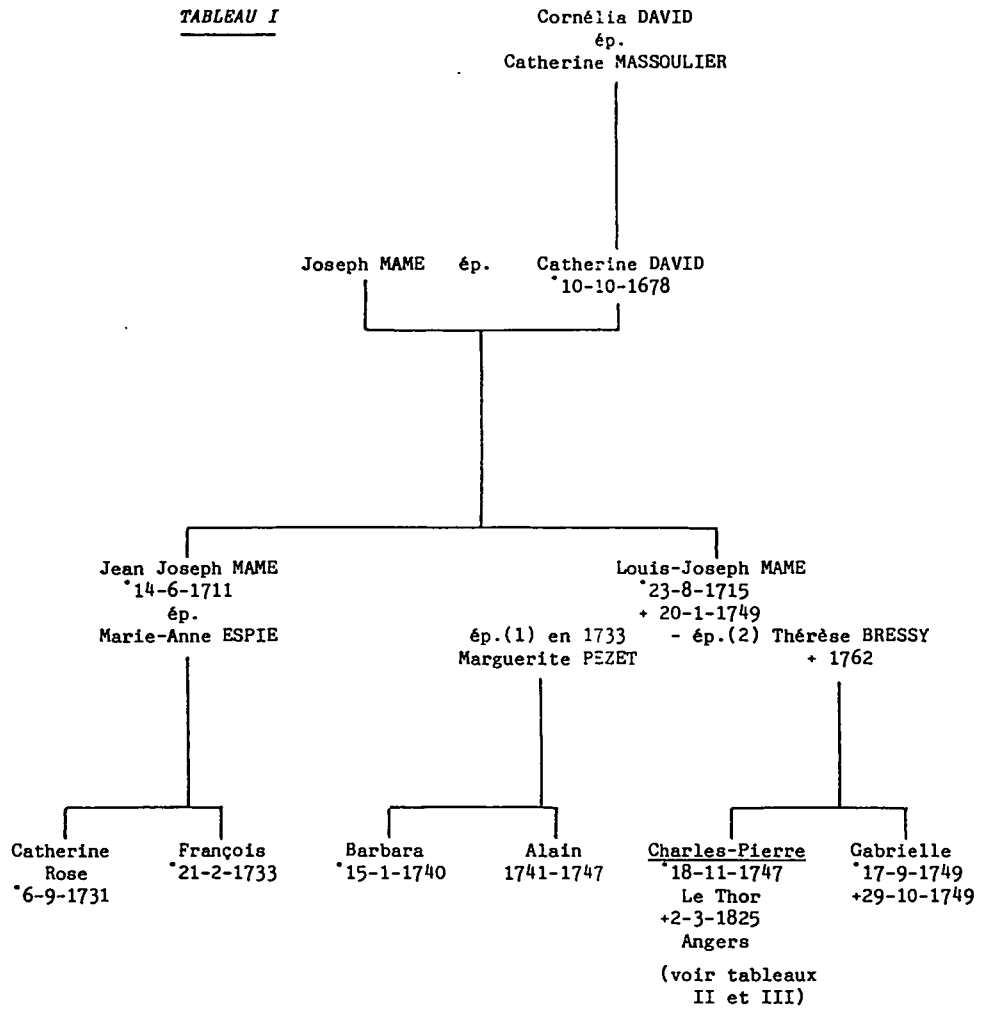 TABLEAU I
Cornélia DAVID
ép.
Catherine MASSOULIER
Joseph MAME ép. Catherine DAVID
°10-10-1678
Jean Joseph MAME
°14-6-1711
ép.
Marie-Anne ESPIE
Louis-Joseph MAME
°23-8-1715
+ 20-1-1749
ép.(1) en 1733 - ép.(2) Thérèse BRESSY
Marguerite PEZET + 1762
Catherine
Rose
°6-9-1731
François
°21-2-1733
Barbara
°15-1-1740
Alain
1741-1747
Charles-Pierre
°18-11-1747
Le Thor
+2-3-1825
Angers
(voir tableaux
II et III)
Gabrielle
°17-9-1749
+29-10-1749